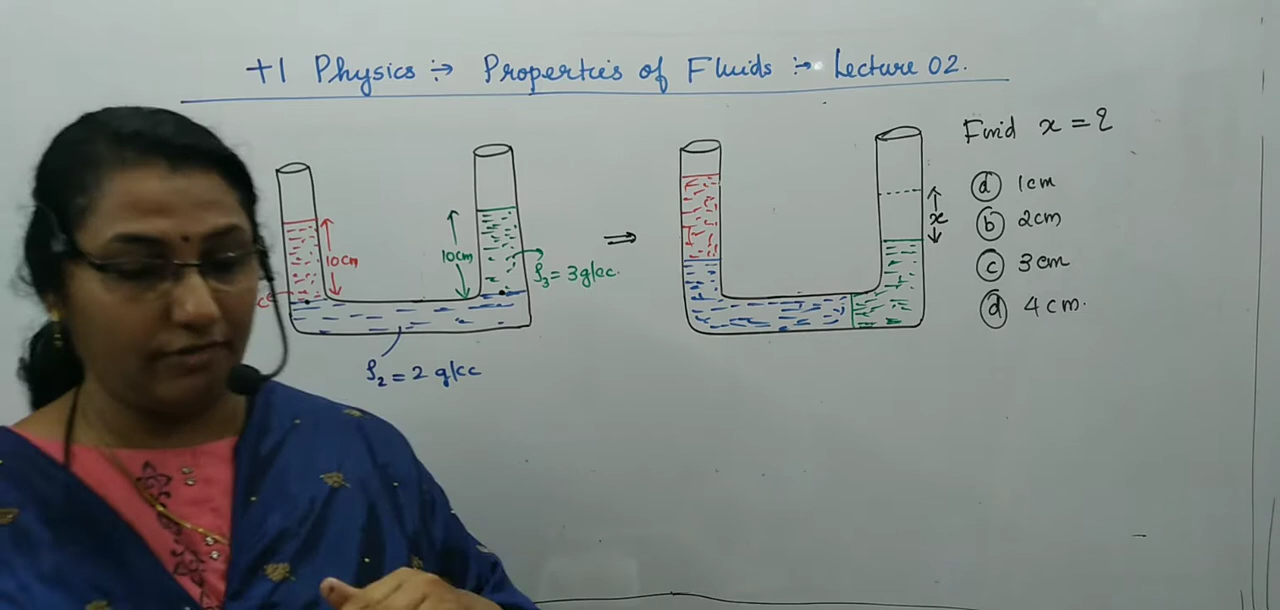 +1 Physics :→ Properties of Fluids :→ Lecture 02.
Find x = ?
10cm
10cm
ρ₃ = 3g/cc.
ρ₂ = 2 g/cc
x
ⓓ 1cm
ⓑ 2cm
ⓒ 3cm
ⓓ 4cm.